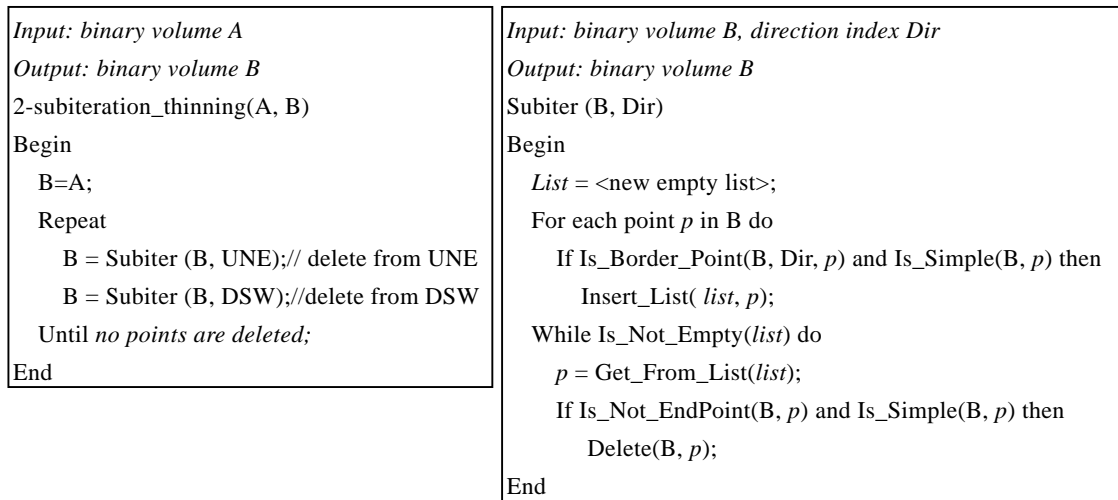 Input: binary volume A
Output: binary volume B
2-subiteration_thinning(A, B)
Begin
B=A;
Repeat
B = Subiter (B, UNE);// delete from UNE
B = Subiter (B, DSW);//delete from DSW
Until no points are deleted;
End
Input: binary volume B, direction index Dir
Output: binary volume B
Subiter (B, Dir)
Begin
List = <new empty list>;
For each point p in B do
If Is_Border_Point(B, Dir, p) and Is_Simple(B, p) then
Insert_List( list, p);
While Is_Not_Empty(list) do
p = Get_From_List(list);
If Is_Not_EndPoint(B, p) and Is_Simple(B, p) then
Delete(B, p);
End